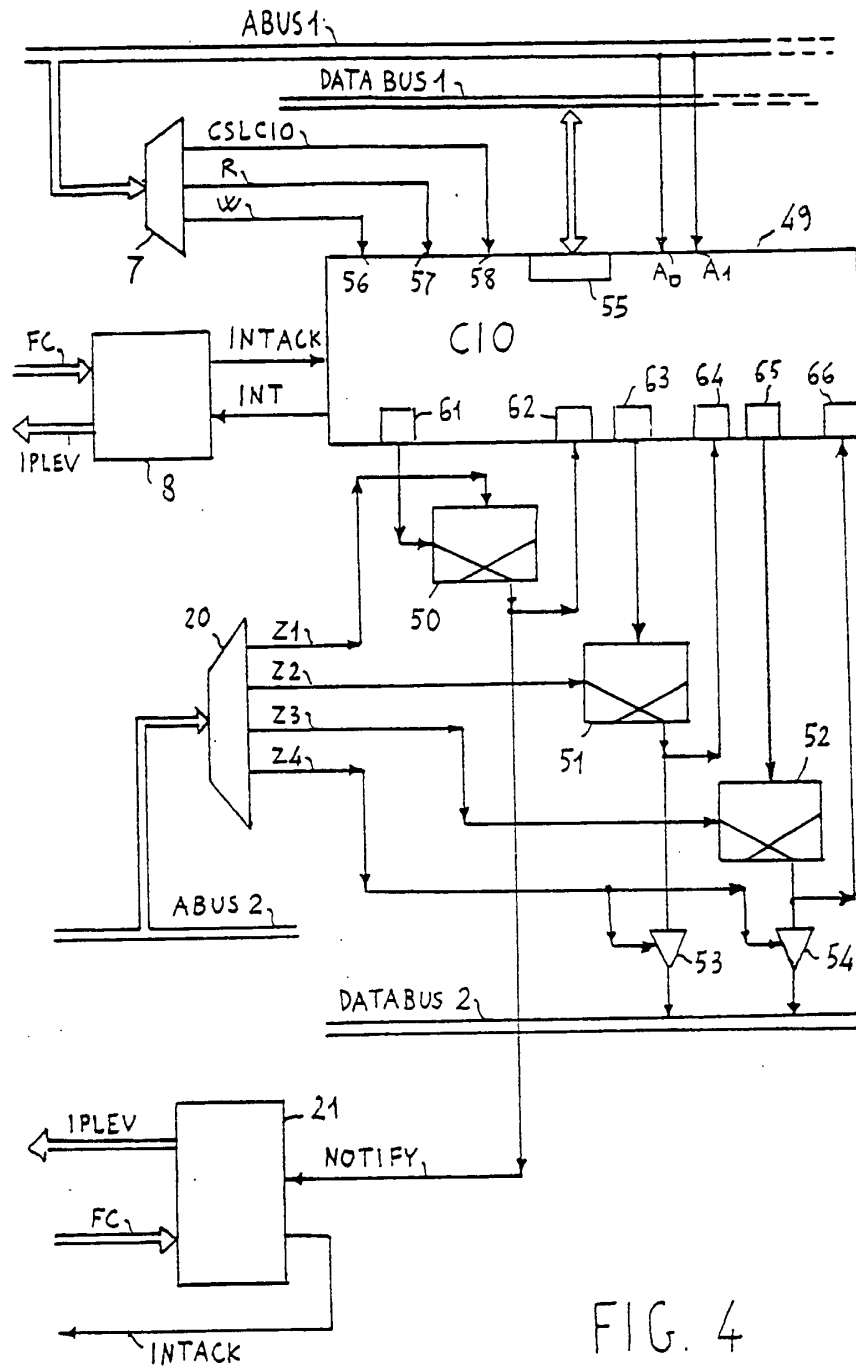 ABUS 1
DATA BUS 1
CSLCIO
R
W
7
49
56
57
58
55
A0
A1
CIO
FC
INTACK
INT
IPLEV
8
61
62
63
64
65
66
50
20
Z1
Z2
Z3
Z4
51
52
ABUS 2
53
54
DATABUS 2
21
IPLEV
NOTIFY
FC
INTACK
FIG. 4